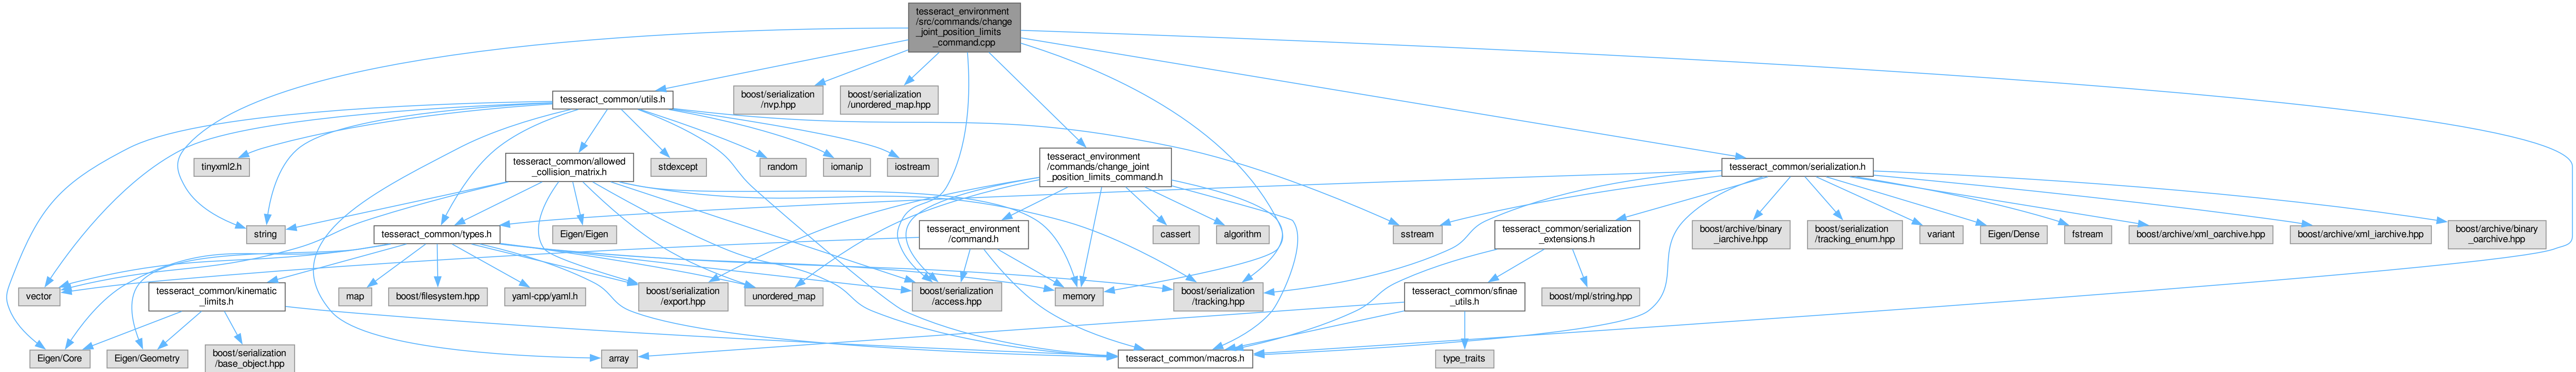 tesseract_environment
/src/commands/change
_joint_position_limits
_command.cpp
tesseract_common/utils.h
boost/serialization
/nvp.hpp
boost/serialization
/unordered_map.hpp
tinyxml2.h
tesseract_common/allowed
_collision_matrix.h
stdexcept
random
iomanip
iostream
tesseract_environment
/commands/change_joint
_position_limits_command.h
tesseract_common/serialization.h
string
tesseract_common/types.h
Eigen/Eigen
tesseract_environment
/command.h
cassert
algorithm
sstream
tesseract_common/serialization
_extensions.h
boost/archive/binary
_iarchive.hpp
boost/serialization
/tracking_enum.hpp
variant
Eigen/Dense
fstream
boost/archive/xml_oarchive.hpp
boost/archive/xml_iarchive.hpp
boost/archive/binary
_oarchive.hpp
vector
tesseract_common/kinematic
_limits.h
map
boost/filesystem.hpp
yaml-cpp/yaml.h
boost/serialization
/export.hpp
unordered_map
boost/serialization
/access.hpp
memory
boost/serialization
/tracking.hpp
tesseract_common/sfinae
_utils.h
boost/mpl/string.hpp
Eigen/Core
Eigen/Geometry
boost/serialization
/base_object.hpp
array
tesseract_common/macros.h
type_traits